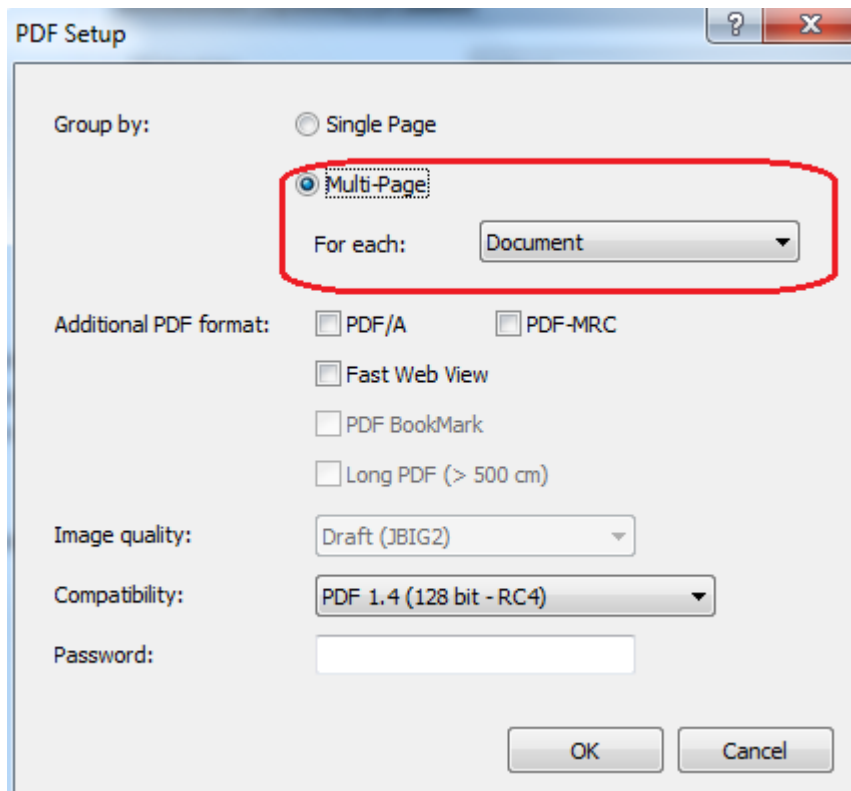 PDF Setup
?
X
Group by:
Single Page
Multi-Page
For each:
Document
Additional PDF format:
PDF/A
PDF-MRC
Fast Web View
PDF BookMark
Long PDF (> 500 cm)
Image quality:
Draft (JBIG2)
Compatibility:
PDF 1.4 (128 bit - RC4)
Password:
OK
Cancel